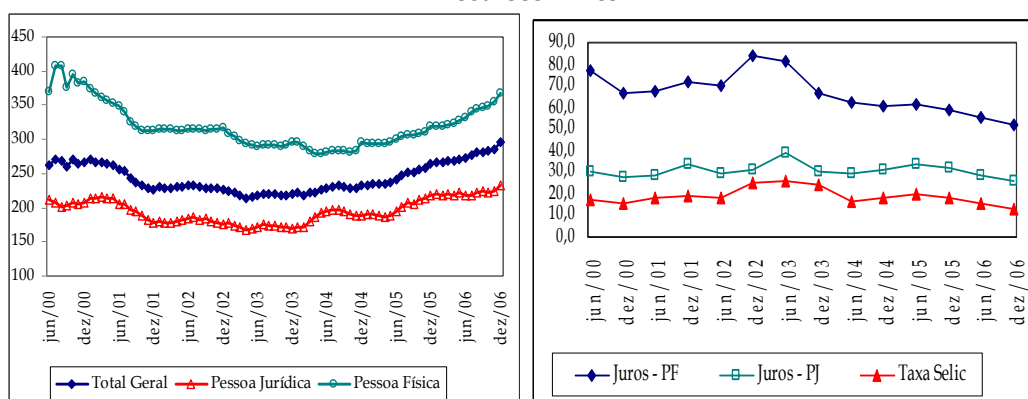 450
400
350
300
250
200
150
100
jun/00
dez/00
jun/01
dez/01
jun/02
dez/02
jun/03
dez/03
jun/04
dez/04
jun/05
dez/05
jun/06
dez/06
Total Geral
Pessoa Jurídica
Pessoa Física
90,0
80,0
70,0
60,0
50,0
40,0
30,0
20,0
10,0
0,0
jun/00
dez/00
jun/01
dez/01
jun/02
dez/02
jun/03
dez/03
jun/04
dez/04
jun/05
dez/05
jun/06
dez/06
Juros - PF
Juros - PJ
Taxa Selic